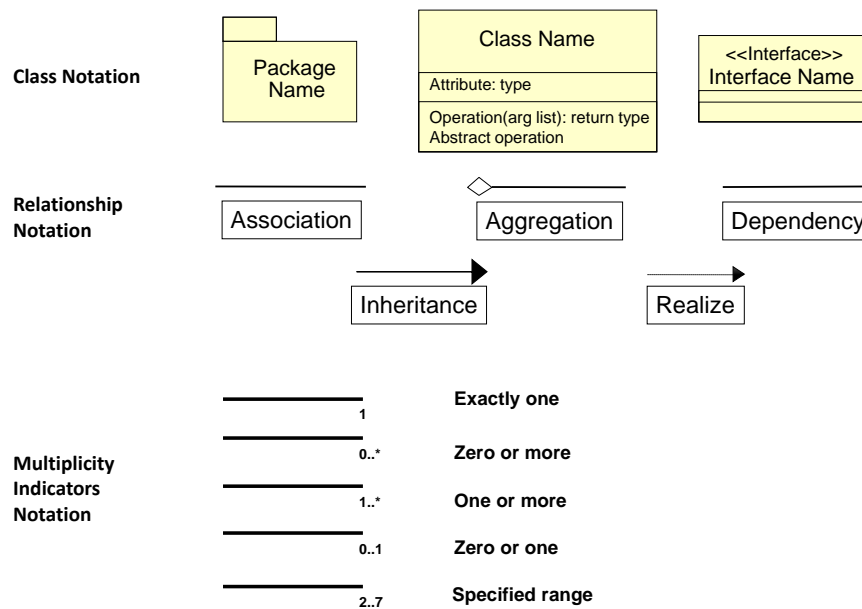 Class Notation
Package
Name
Class Name
Attribute: type
Operation(arg list): return type
Abstract operation
<<Interface>>
Interface Name
Relationship
Notation
Association
Aggregation
Dependency
Inheritance
Realize
Multiplicity
Indicators
Notation
1
Exactly one
0..*
Zero or more
1..*
One or more
0..1
Zero or one
2..7
Specified range